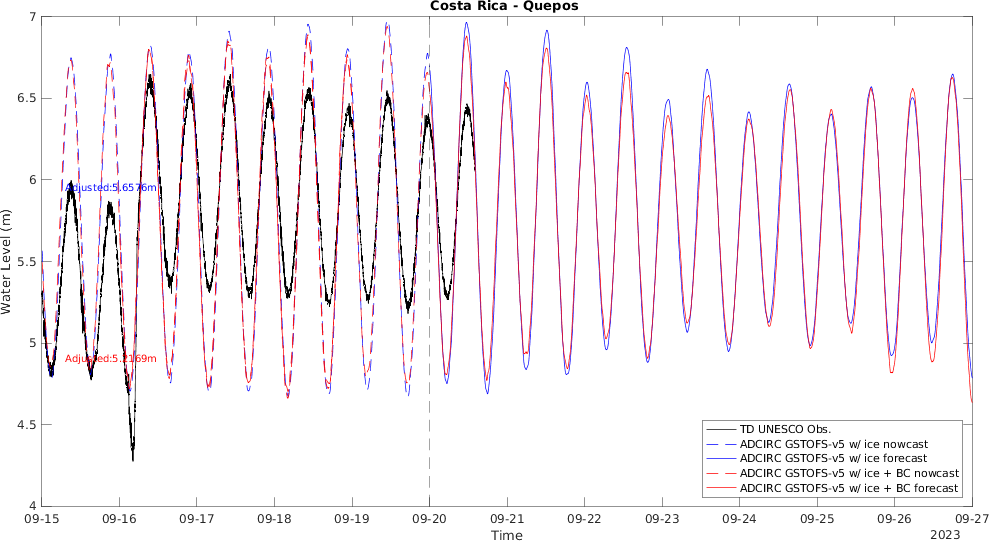 Costa Rica - Quepos
7
6.5
6
5.5
5
4.5
4
Water Level (m)
Adjusted:5.6576m
Adjusted:5.2169m
TD UNESCO Obs.
ADCIRC GSTOFS-v5 w/ ice nowcast
ADCIRC GSTOFS-v5 w/ ice forecast
ADCIRC GSTOFS-v5 w/ ice + BC nowcast
ADCIRC GSTOFS-v5 w/ ice + BC forecast
09-15 09-16 09-17 09-18 09-19 09-20 09-21 09-22 09-23 09-24 09-25 09-26 09-27
Time
2023